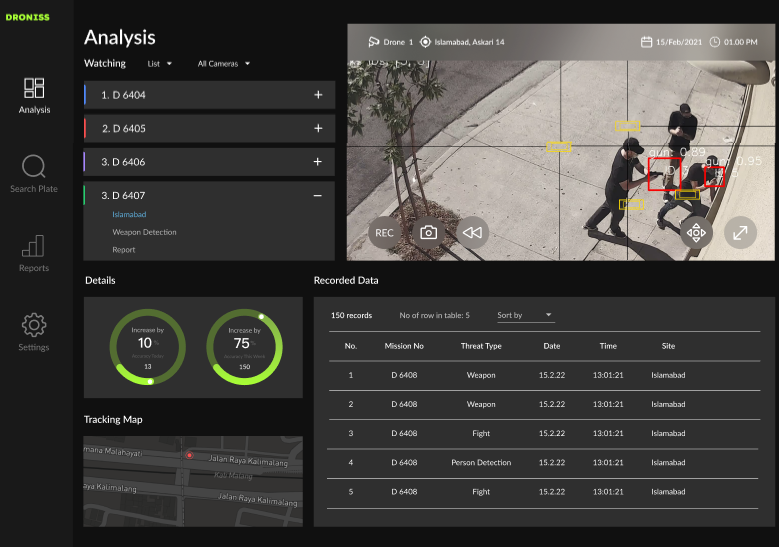 DRONISS
Analysis
Search Plate
Reports
Settings
Analysis
Watching List All Cameras
1. D 6404 +
2. D 6405 +
3. D 6406 +
3. D 6407 −
Islamabad
Weapon Detection
Report
Drone 1 Islamabad, Askari 14 15/Feb/2021 01.00 PM
gun: 0.89
gun: 0.95
REC
Details
Increase by
10 %
13
Increase by
75 %
150
Tracking Map
Jalan Raya Kalimalang
Kali Malang
aya Kalimalang
Jalan Raya Kalimalang
Recorded Data
150 records No of row in table: 5 Sort by
No. Mission No Threat Type Date Time Site
1 D 6408 Weapon 15.2.22 13:01:21 Islamabad
2 D 6408 Weapon 15.2.22 13:01:21 Islamabad
3 D 6408 Fight 15.2.22 13:01:21 Islamabad
4 D 6408 Person Detection 15.2.22 13:01:21 Islamabad
5 D 6408 Fight 15.2.22 13:01:21 Islamabad